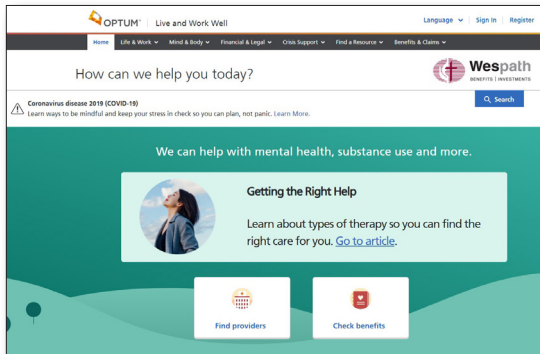 OPTUM® Live and Work Well
Language Sign In Register
Home Life & Work Mind & Body Financial & Legal Crisis Support Find a Resource Benefits & Claims
How can we help you today?
Wespath
BENEFITS | INVESTMENTS
Search
Coronavirus disease 2019 (COVID-19)
Learn ways to be mindful and keep your stress in check so you can plan, not panic. Learn More.
We can help with mental health, substance use and more.
Getting the Right Help
Learn about types of therapy so you can find the
right care for you. Go to article.
Find providers Check benefits